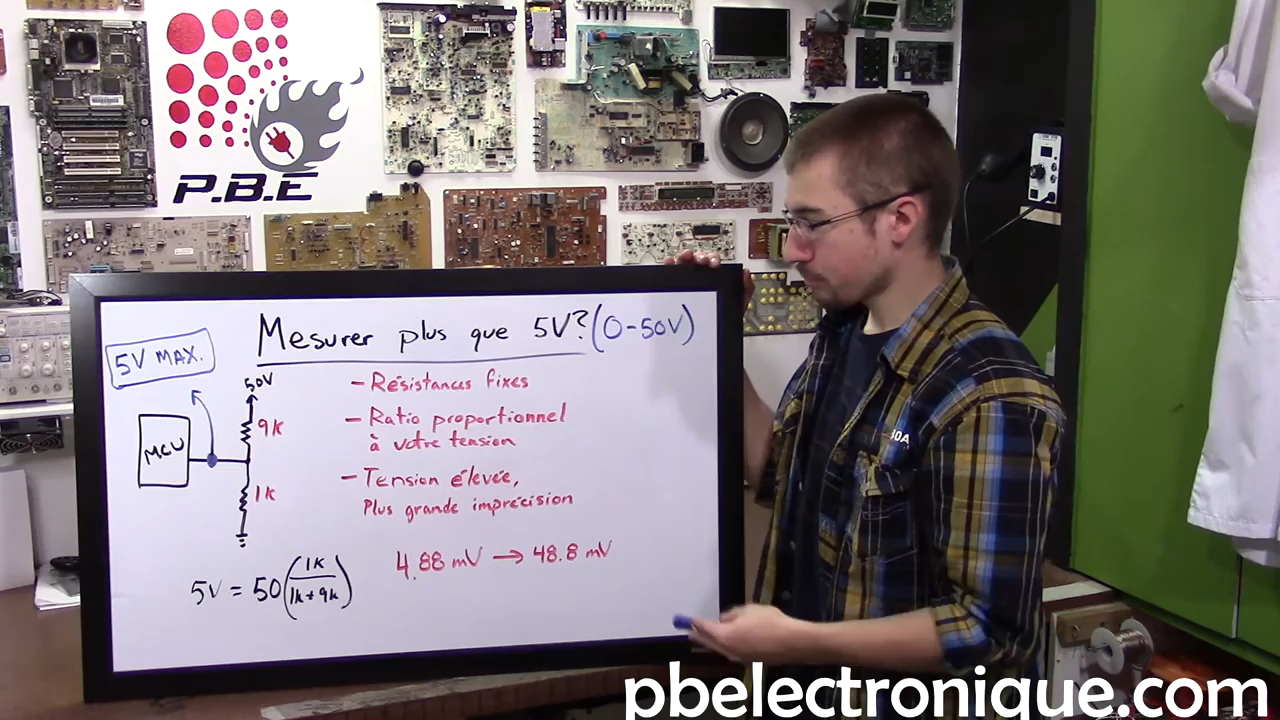 P.B.E
Mesurer plus que 5V? (0-50V)
5V MAX.
50V
MCU
9k
1k
- Résistances fixes
- Ratio proportionnel
à votre tension
- Tension élevée,
Plus grande imprécision
4.88 mV → 48.8 mV
5V = 50(1k/1k+9k)
pbelectronique.com